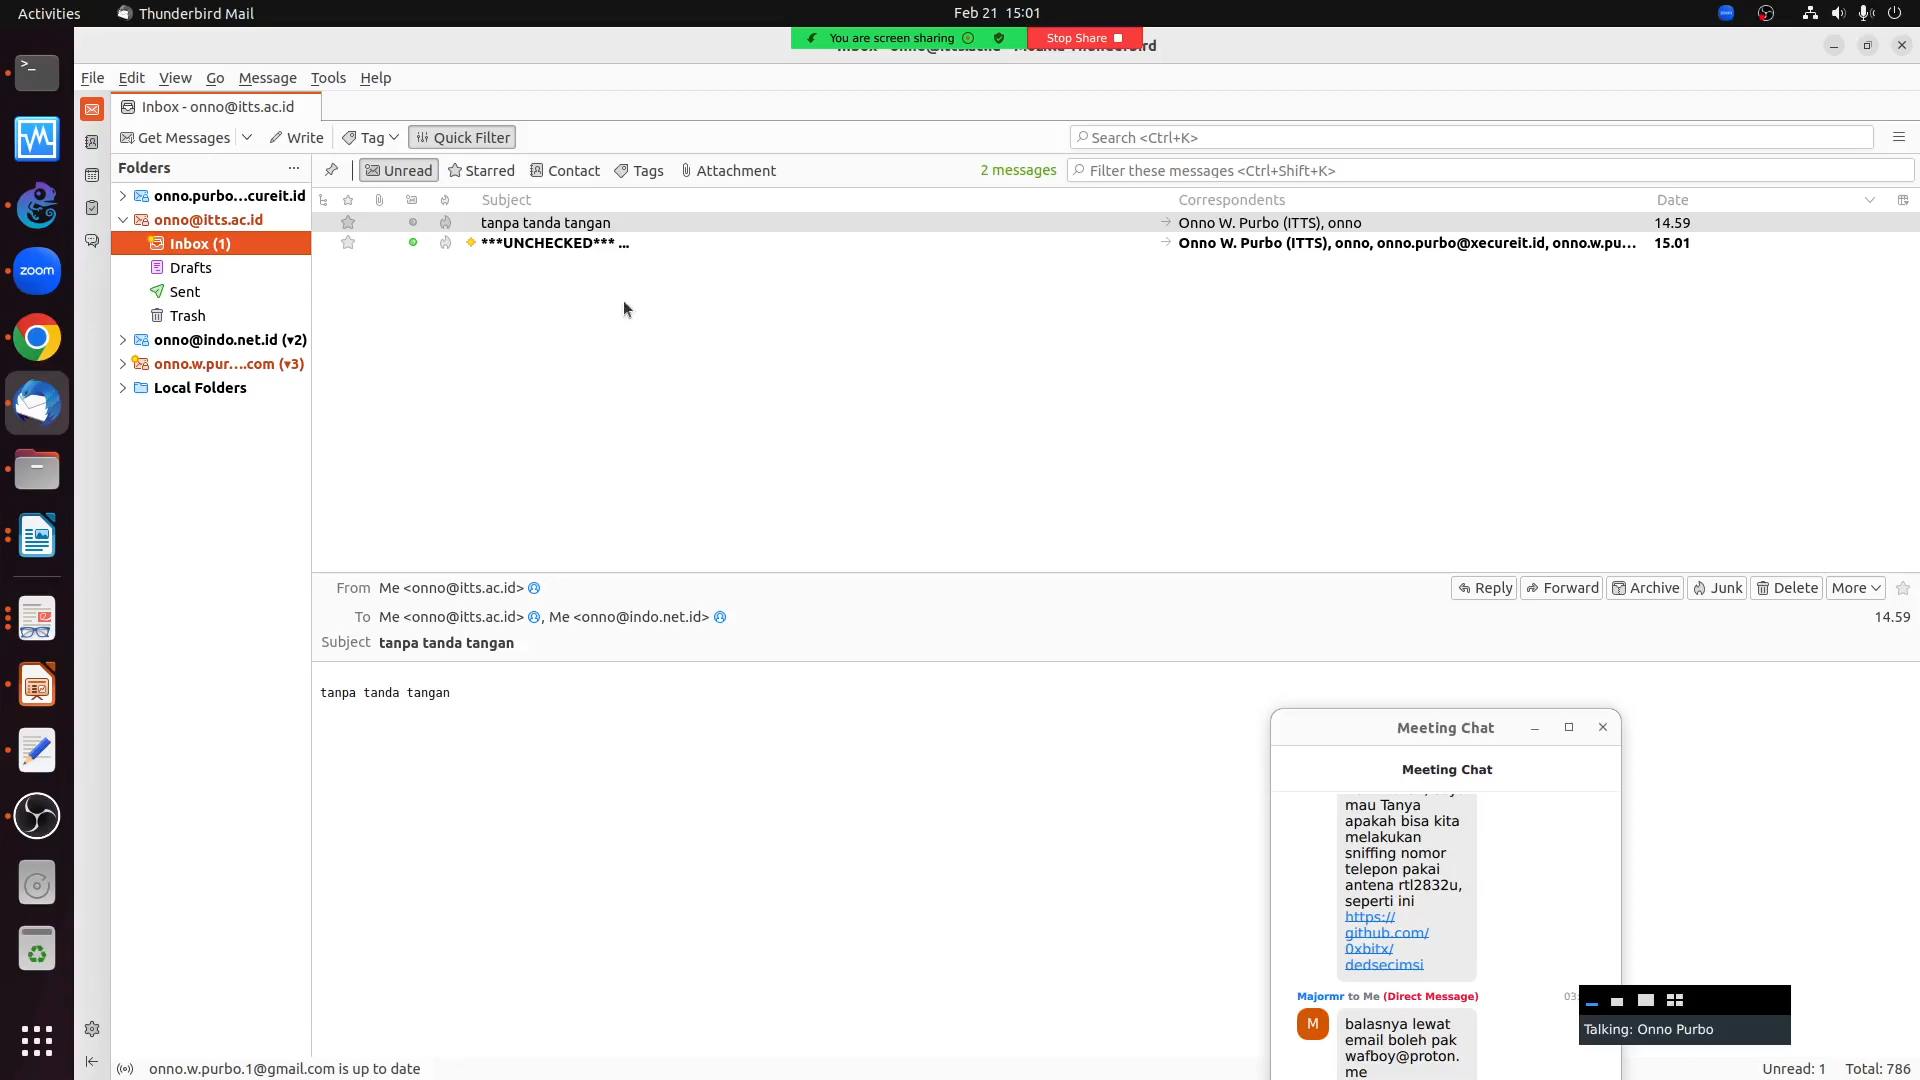 Activities
Thunderbird Mail
Feb 21 15:01
You are screen sharing
Stop Share
File Edit View Go Message Tools Help
Inbox - onno@itts.ac.id
Get Messages
Write
Tag
Quick Filter
Search <Ctrl+K>
Folders
Unread
Starred
Contact
Tags
Attachment
2 messages
Filter these messages <Ctrl+Shift+K>
onno.purbo...cureit.id
onno@itts.ac.id
Inbox (1)
Drafts
Sent
Trash
onno@indo.net.id (▾2)
onno.w.pur....com (▾3)
Local Folders
Subject Correspondents Date
tanpa tanda tangan Onno W. Purbo (ITTS), onno 14.59
***UNCHECKED*** ... Onno W. Purbo (ITTS), onno, onno.purbo@xecureit.id, onno.w.pu... 15.01
zoom
From Me <onno@itts.ac.id>
Reply
Forward
Archive
Junk
Delete
More
To Me <onno@itts.ac.id>, Me <onno@indo.net.id>
14.59
Subject tanpa tanda tangan
tanpa tanda tangan
Meeting Chat
Meeting Chat
mau Tanya
apakah bisa kita
melakukan
sniffing nomor
telepon pakai
antena rtl2832u,
seperti ini
https://
github.com/
0xbitx/
dedsecimsi
Majormr to Me (Direct Message)
03:
M
balasnya lewat
email boleh pak
wafboy@proton.
me
Talking: Onno Purbo
onno.w.purbo.1@gmail.com is up to date
Unread: 1 Total: 786